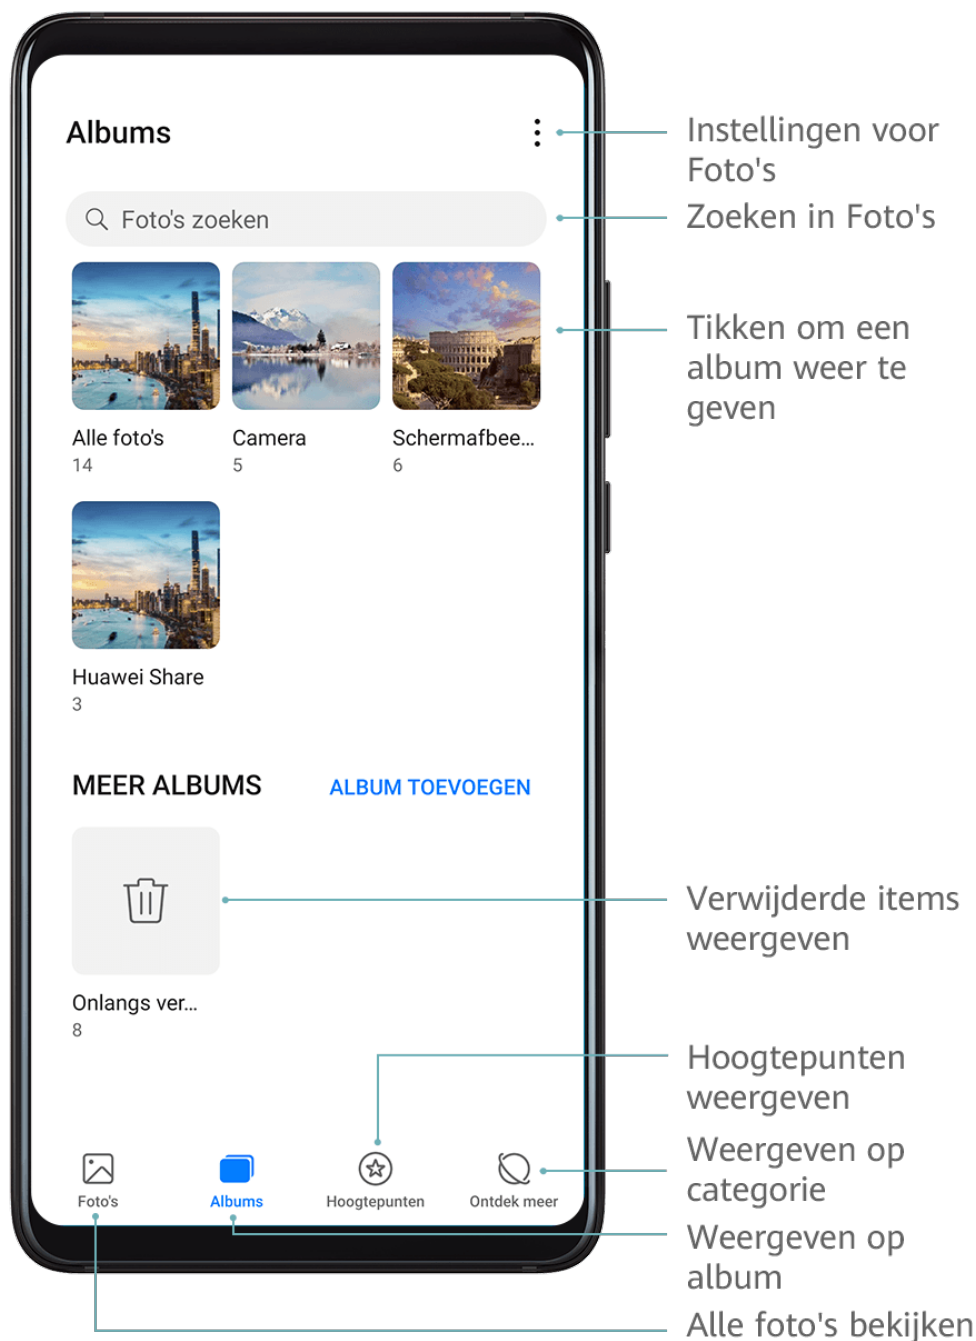 Albums
Instellingen voor
Foto's
Foto's zoeken
Zoeken in Foto's
Tikken om een
album weer te
geven
Alle foto's
14
Camera
5
Schermafbee...
6
Huawei Share
3
MEER ALBUMS
ALBUM TOEVOEGEN
Verwijderde items
weergeven
Onlangs ver...
8
Hoogtepunten
weergeven
Weergeven op
categorie
Foto's
Albums
Hoogtepunten
Ontdek meer
Weergeven op
album
Alle foto's bekijken